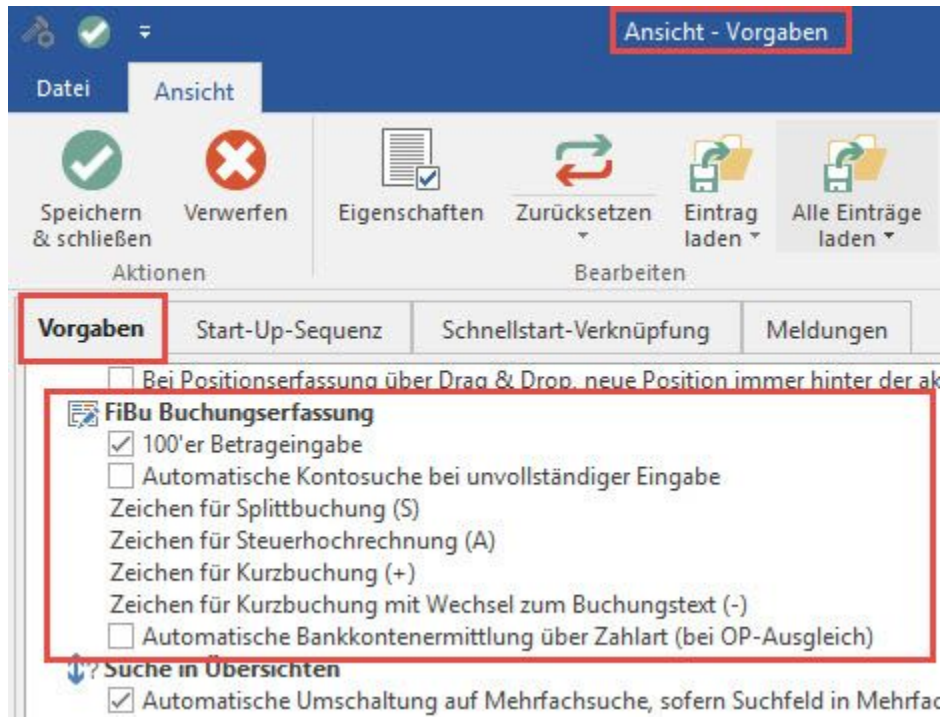 Ansicht - Vorgaben
Datei Ansicht
Speichern & schließen Verwerfen Eigenschaften Zurücksetzen Eintrag laden Alle Einträge laden
Aktionen Bearbeiten
Vorgaben Start-Up-Sequenz Schnellstart-Verknüpfung Meldungen
Bei Positionserfassung über Drag & Drop, neue Position immer hinter der
FiBu Buchungserfassung
100'er Betrageingabe
Automatische Kontosuche bei unvollständiger Eingabe
Zeichen für Splittbuchung (S)
Zeichen für Steuerhochrechnung (A)
Zeichen für Kurzbuchung (+)
Zeichen für Kurzbuchung mit Wechsel zum Buchungstext (-)
Automatische Bankkontenermittlung über Zahlart (bei OP-Ausgleich)
Suche in Übersichten
Automatische Umschaltung auf Mehrfachsuche, sofern Suchfeld in